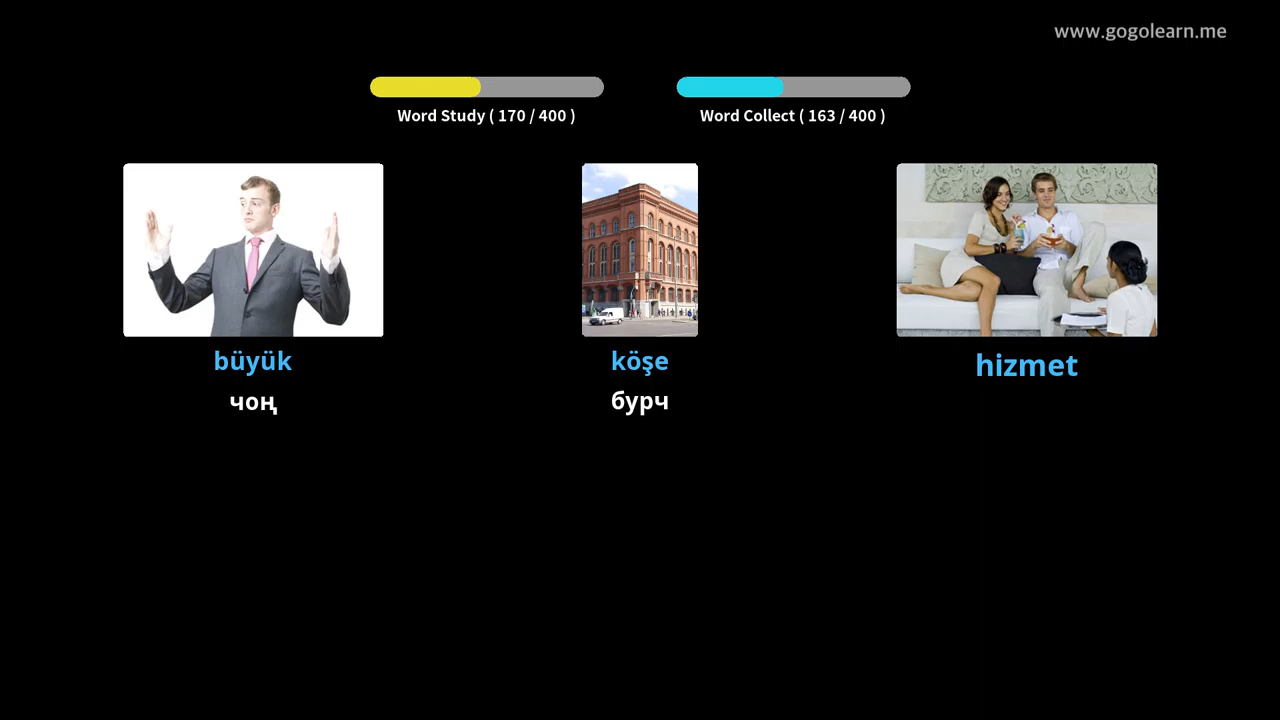 www.gogolearn.me
Word Study ( 170 / 400 )
Word Collect ( 163 / 400 )
büyük
чоң
köşe
бурч
hizmet